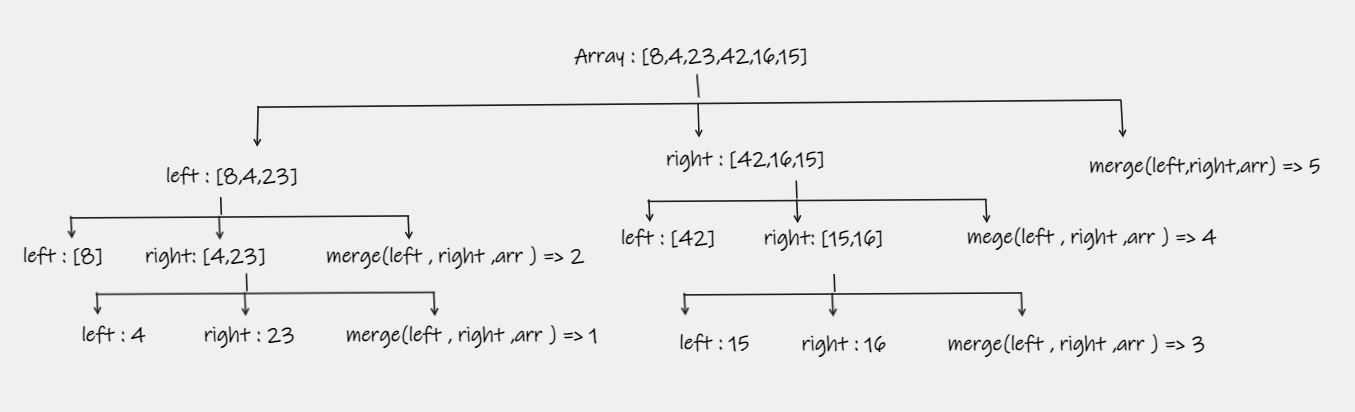 Array : [8,4,23,42,16,15]
left : [8,4,23]
right : [42,16,15]
merge(left,right,arr) => 5
left : [8]
right: [4,23]
merge(left , right ,arr ) => 2
left : [42]
right: [15,16]
mege(left , right ,arr ) => 4
left : 4
right : 23
merge(left , right ,arr ) => 1
left : 15
right : 16
merge(left , right ,arr ) => 3